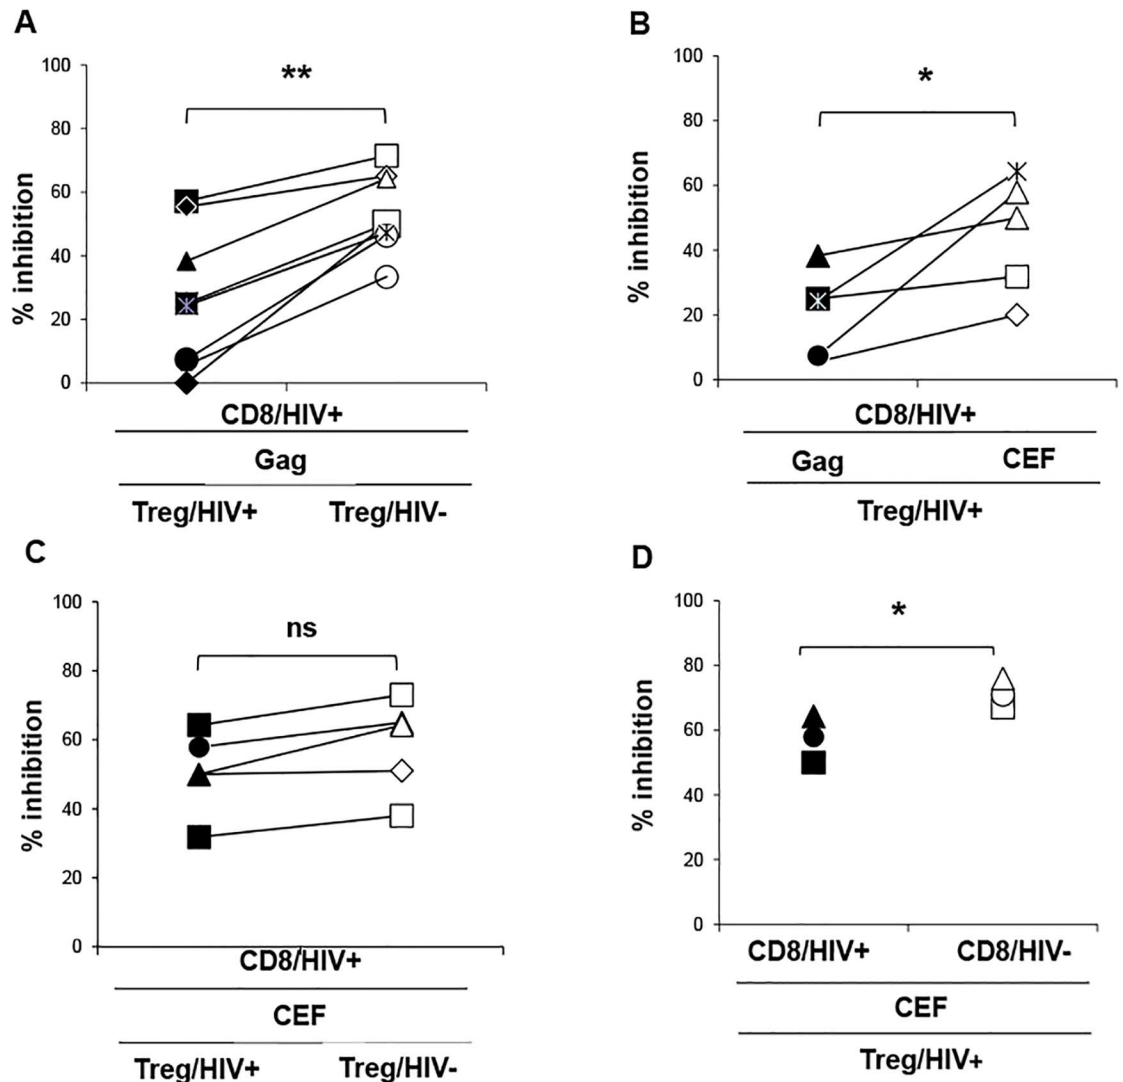 A
**
100
80
60
40
20
0
% inhibition
CD8/HIV+
Gag
Treg/HIV+ Treg/HIV-
B
*
100
80
60
40
20
0
% inhibition
CD8/HIV+
Gag CEF
Treg/HIV+
C
ns
100
80
60
40
20
0
% inhibition
CD8/HIV+
CEF
Treg/HIV+ Treg/HIV-
D
*
100
80
60
40
20
0
% inhibition
CD8/HIV+ CD8/HIV-
CEF
Treg/HIV+